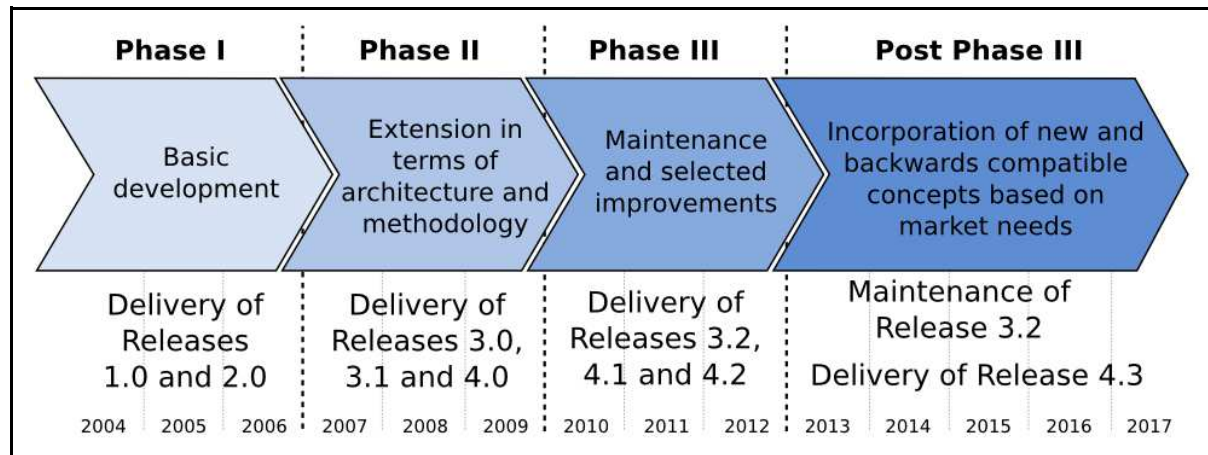 Phase I
Phase II
Phase III
Post Phase III
Basic
development
Extension in
terms of
architecture and
methodology
Maintenance
and selected
improvements
Incorporation of new and
backwards compatible
concepts based on
market needs
Delivery of
Releases
1.0 and 2.0
Delivery of
Releases 3.0,
3.1 and 4.0
Delivery of
Releases 3.2,
4.1 and 4.2
Maintenance of
Release 3.2
Delivery of Release 4.3
2004 2005 2006 2007 2008 2009 2010 2011 2012 2013 2014 2015 2016 2017